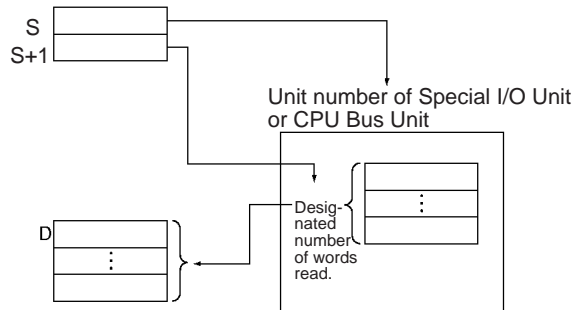 S
S+1
Unit number of Special I/O Unit
or CPU Bus Unit
Desig-
nated
number
of words
read.
D